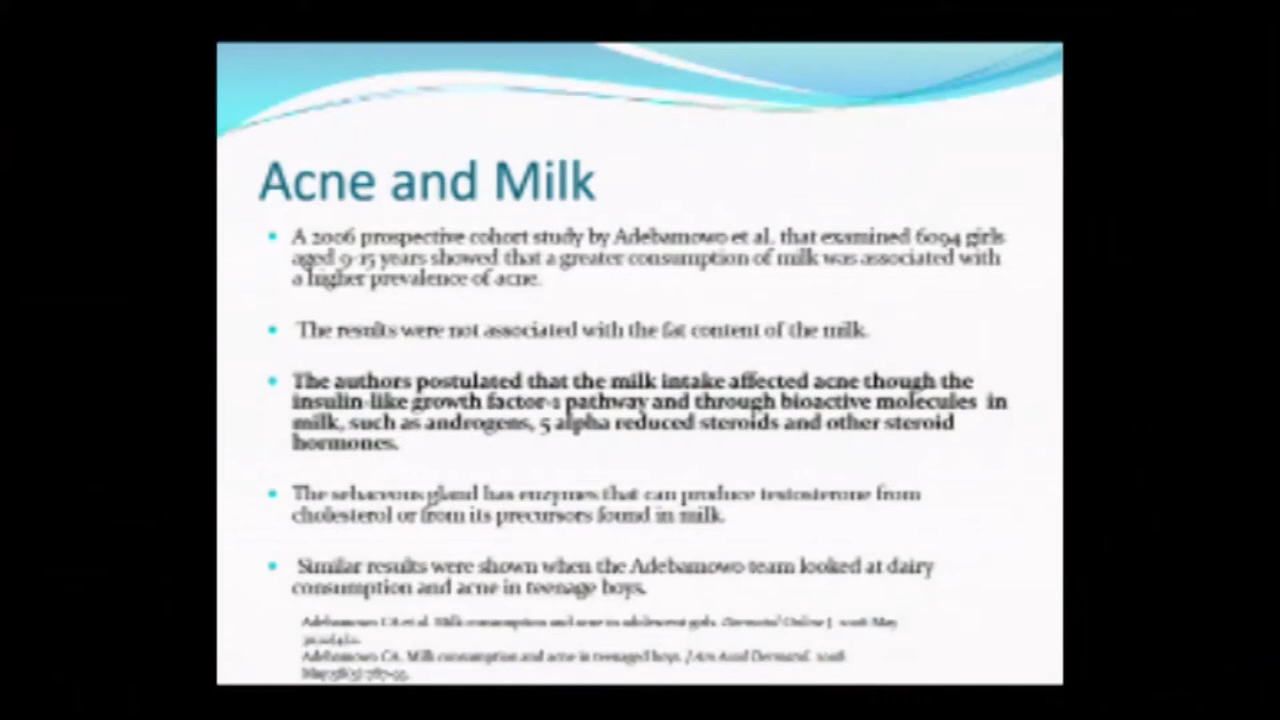 Acne and Milk
• A 2006 prospective cohort study by Adebamowo et al. that examined 6094 girls
aged 9-15 years showed that a greater consumption of milk was associated with
a higher prevalence of acne.
• The results were not associated with the fat content of the milk.
• The authors postulated that the milk intake affected acne though the
insulin-like growth factor-1 pathway and through bioactive molecules in
milk, such as androgens, 5 alpha reduced steroids and other steroid
hormones.
• The sebaceous gland has enzymes that can produce testosterone from
cholesterol or from its precursors found in milk.
• Similar results were shown when the Adebamowo team looked at dairy
consumption and acne in teenage boys.
Adebamowo CA et al. Milk consumption and acne in adolescent girls. Dermatol Online J. 2006 May
Adebamowo CA. Milk consumption and acne in teenaged boys. J Am Acad Dermatol. 2008
May;58(5):787-93.